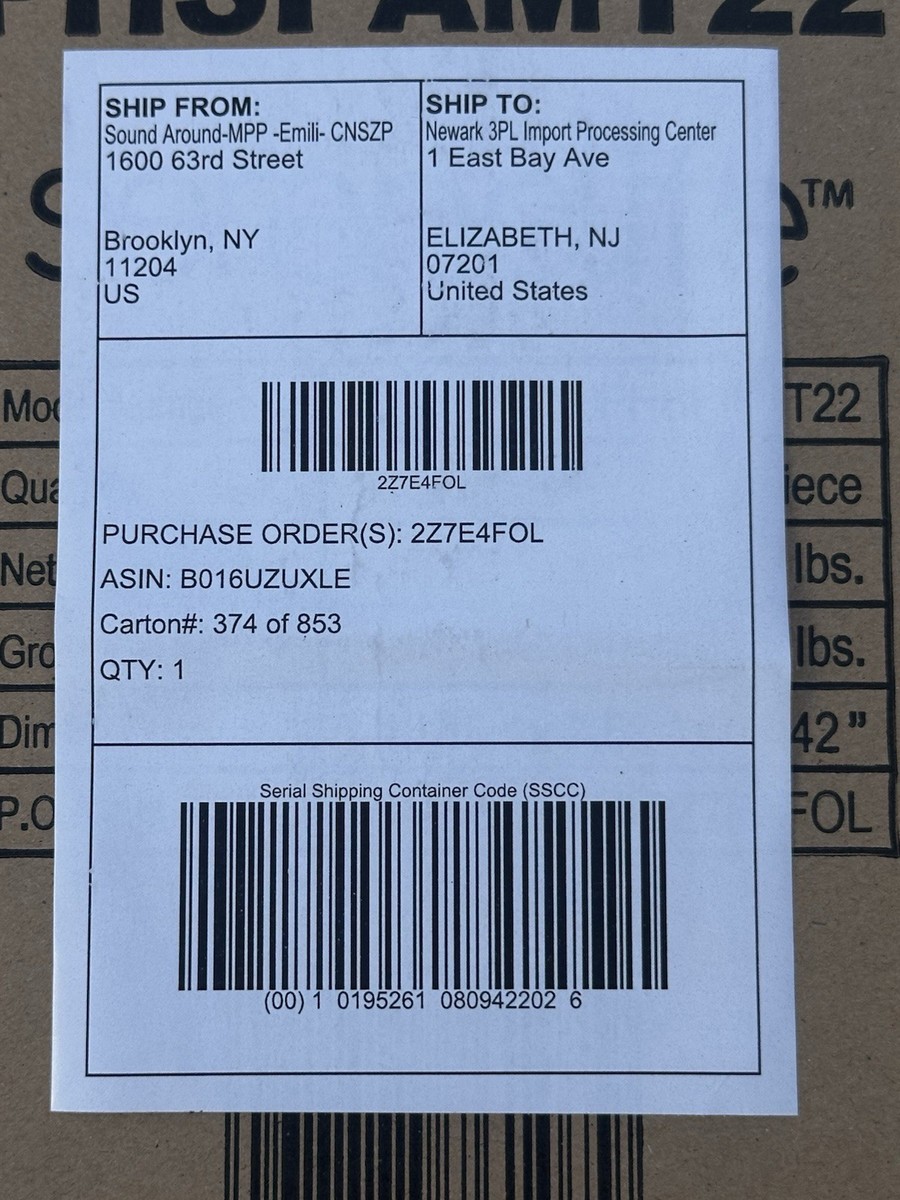 SHIP FROM:
Sound Around-MPP -Emili- CNSZP
1600 63rd Street
Brooklyn, NY
11204
US
SHIP TO:
Newark 3PL Import Processing Center
1 East Bay Ave
ELIZABETH, NJ
07201
United States
TM
2Z7E4FOL
PURCHASE ORDER(S): 2Z7E4FOL
ASIN: B016UZUXLE
Carton#: 374 of 853
QTY: 1
T22
lbs.
lbs.
42"
FOL
Serial Shipping Container Code (SSCC)
(00) 1 0195261 080942202 6